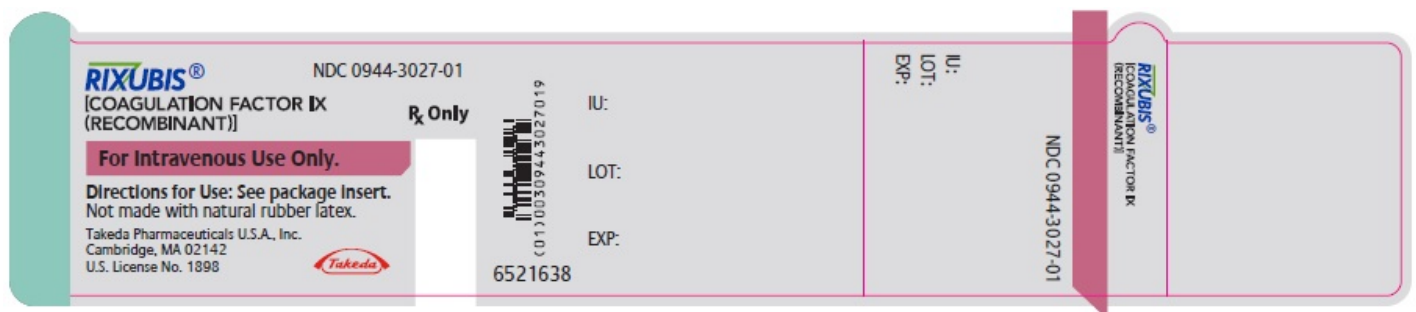 RIXUBIS®
NDC 0944-3027-01
[COAGULATION FACTOR IX
(RECOMBINANT)]
Rx Only
For Intravenous Use Only.
Directions for Use: See package insert.
Not made with natural rubber latex.
Takeda Pharmaceuticals U.S.A., Inc.
Cambridge, MA 02142
U.S. License No. 1898
Takeda
(01)00309443027019
6521638
IU:
LOT:
EXP:
IU:
LOT:
EXP:
NDC 0944-3027-01
RIXUBIS®
[COAGULATION FACTOR IX
(RECOMBINANT)]